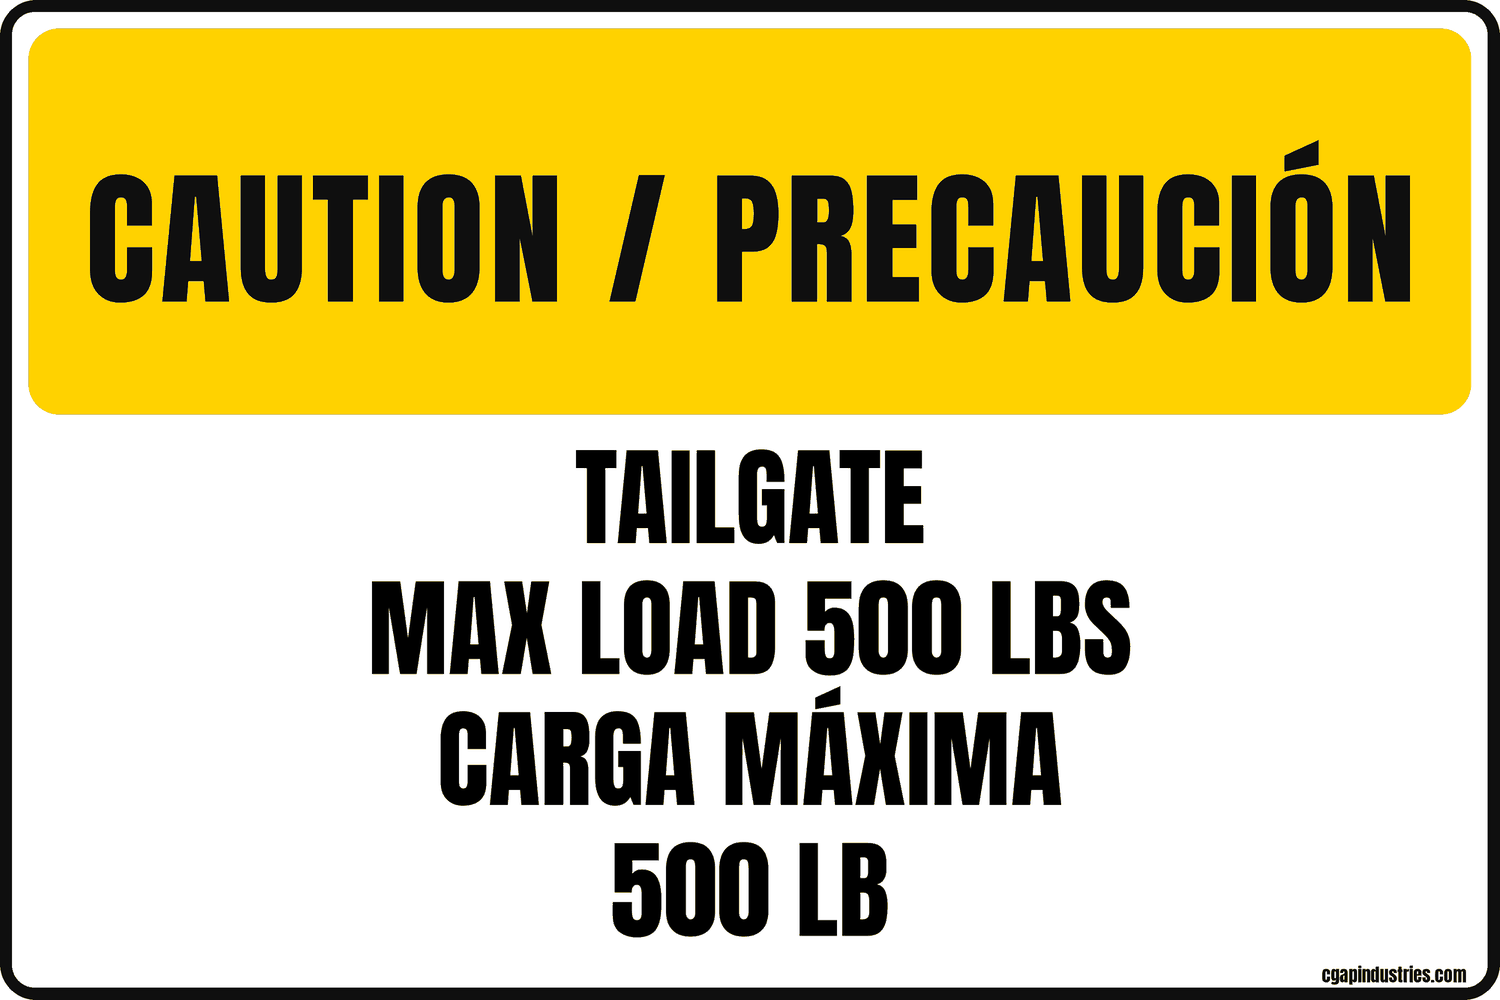 CAUTION / PRECAUCIÓN
TAILGATE
MAX LOAD 500 LBS
CARGA MÁXIMA
500 LB
cgapindustries.com